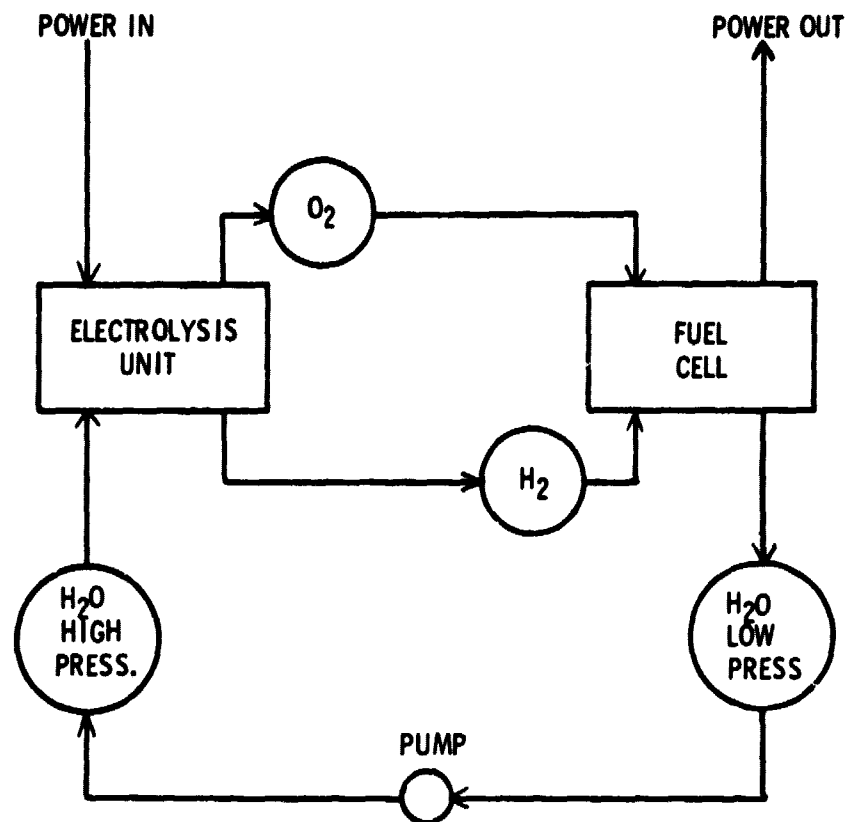 POWER IN
POWER OUT
O2
ELECTROLYSIS
UNIT
FUEL
CELL
H2
H2O
HIGH
PRESS.
H2O
LOW
PRESS
PUMP